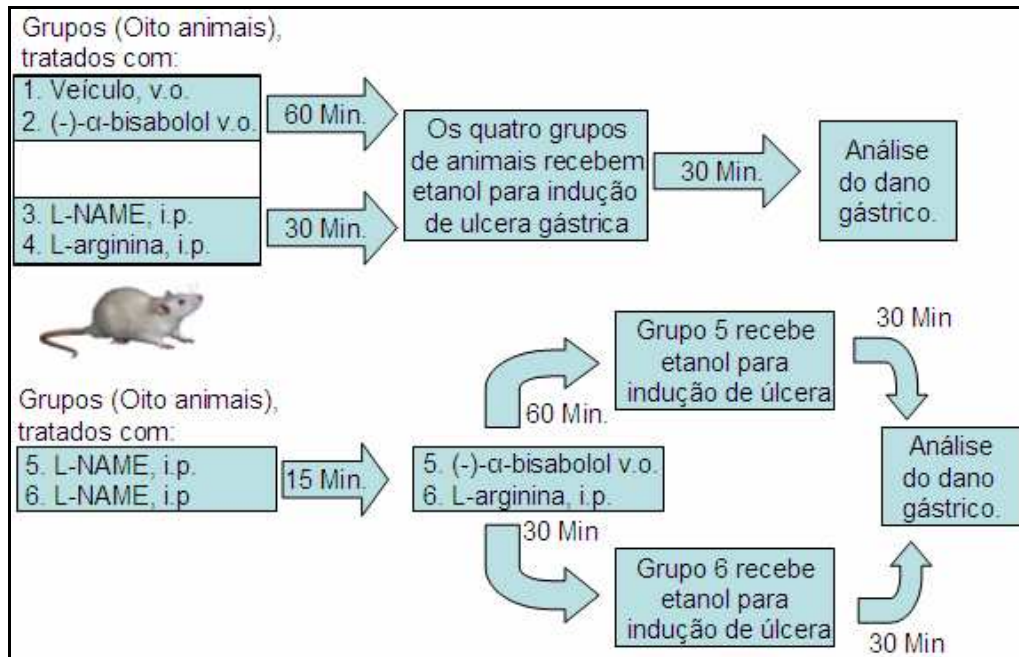 Grupos (Oito animais),
tratados com:
1. Veículo, v.o.
2. (-)-α-bisabolol v.o.
60 Min.
3. L-NAME, i.p.
4. L-arginina, i.p.
30 Min.
Os quatro grupos
de animais recebem
etanol para indução
de ulcera gástrica
30 Min.
Análise
do dano
gástrico.
Grupos (Oito animais),
tratados com:
5. L-NAME, i.p.
6. L-NAME, i.p
15 Min.
5. (-)-α-bisabolol v.o.
6. L-arginina, i.p.
60 Min.
Grupo 5 recebe
etanol para
indução de úlcera
30 Min
30 Min
Grupo 6 recebe
etanol para
indução de úlcera
30 Min
Análise
do dano
gástrico.